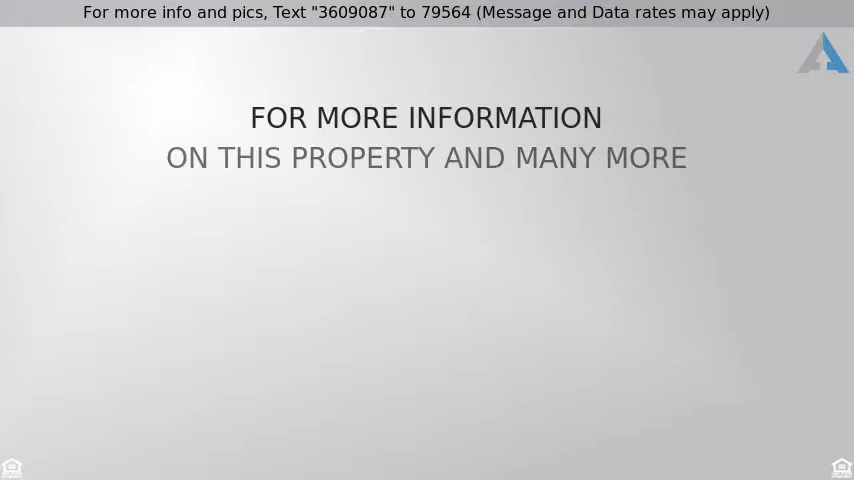 For more info and pics, Text "3609087" to 79564 (Message and Data rates may apply)
FOR MORE INFORMATION
ON THIS PROPERTY AND MANY MORE